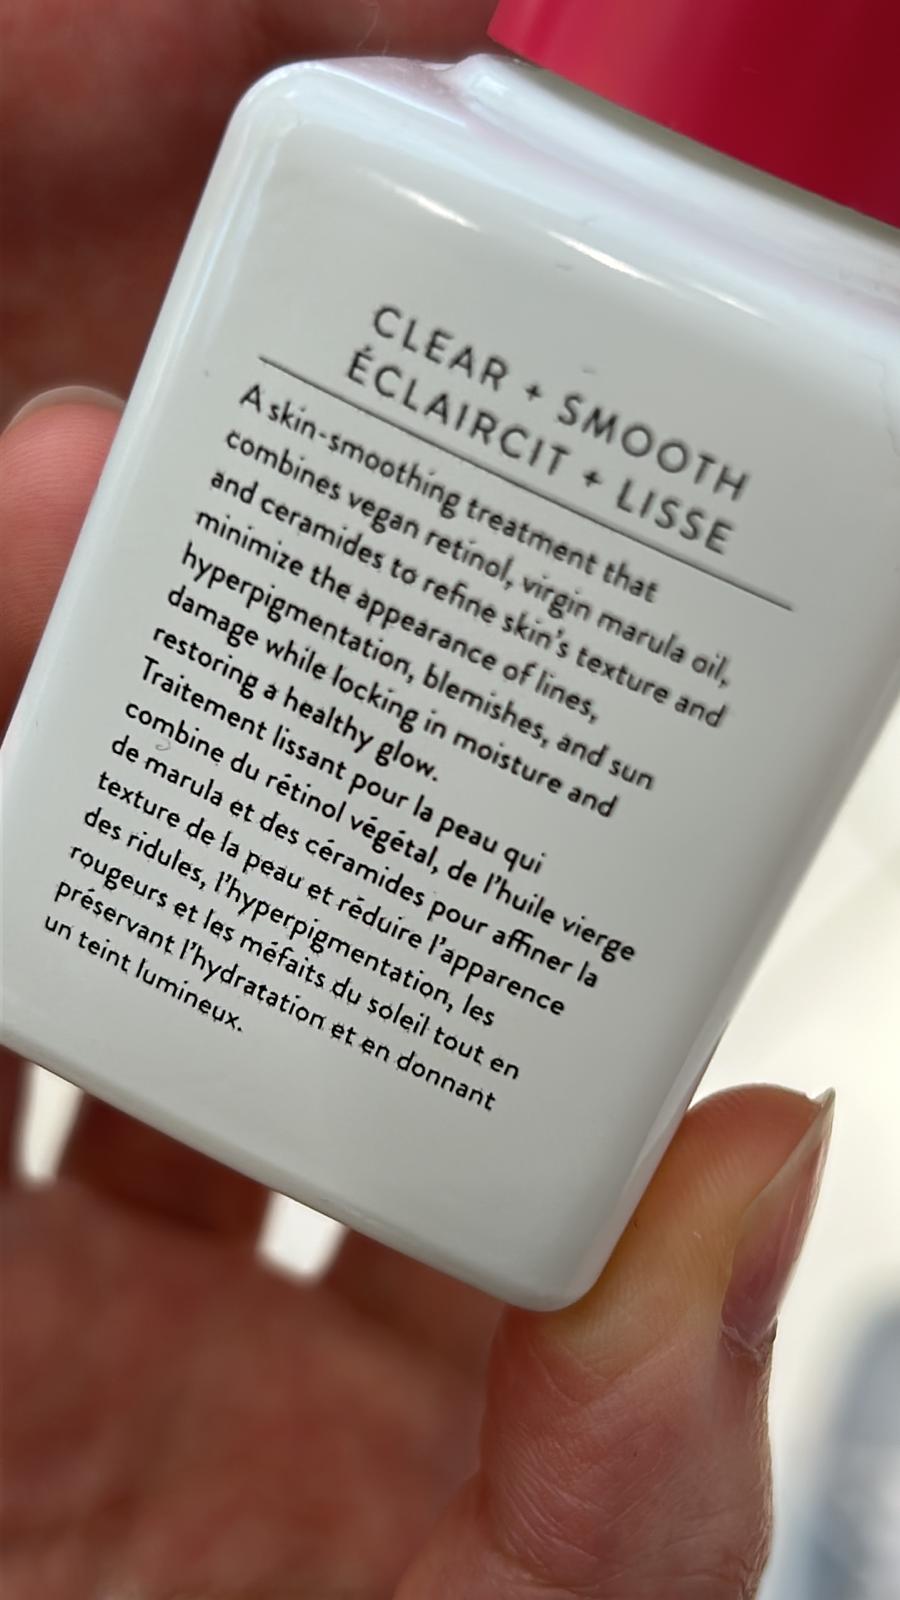 CLEAR + SMOOTH
ÉCLAIRCIT + LISSE
A skin-smoothing treatment that
combines vegan retinol, virgin marula oil,
and ceramides to refine skin's texture and
minimize the appearance of lines,
hyperpigmentation, blemishes, and sun
damage while locking in moisture and
restoring a healthy glow.
Traitement lissant pour la peau qui
combine du rétinol végétal, de l'huile vierge
de marula et des céramides pour affiner la
texture de la peau et réduire l'apparence
des ridules, l'hyperpigmentation, les
rougeurs et les méfaits du soleil tout en
préservant l'hydratation et en donnant
un teint lumineux.